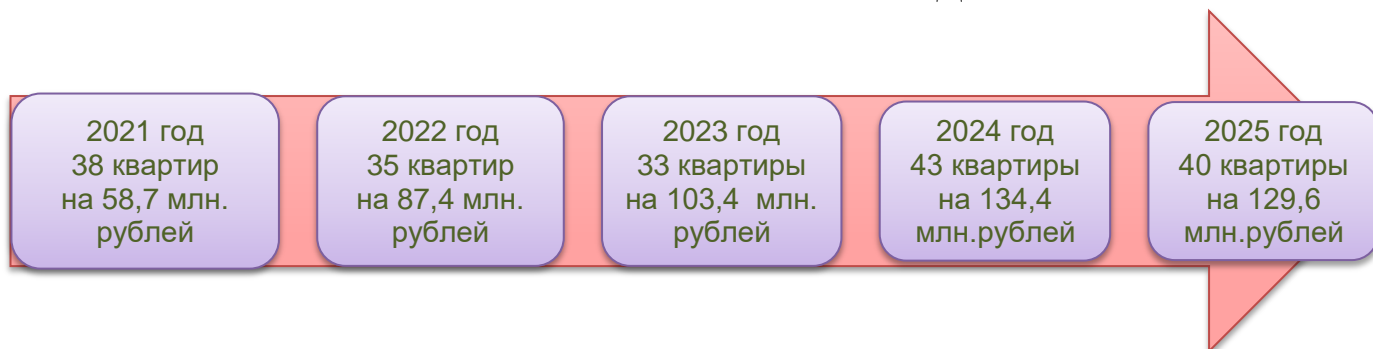 2021 год
38 квартир
на 58,7 млн.
рублей
2022 год
35 квартир
на 87,4 млн.
рублей
2023 год
33 квартиры
на 103,4 млн.
рублей
2024 год
43 квартиры
на 134,4
млн.рублей
2025 год
40 квартиры
на 129,6
млн.рублей